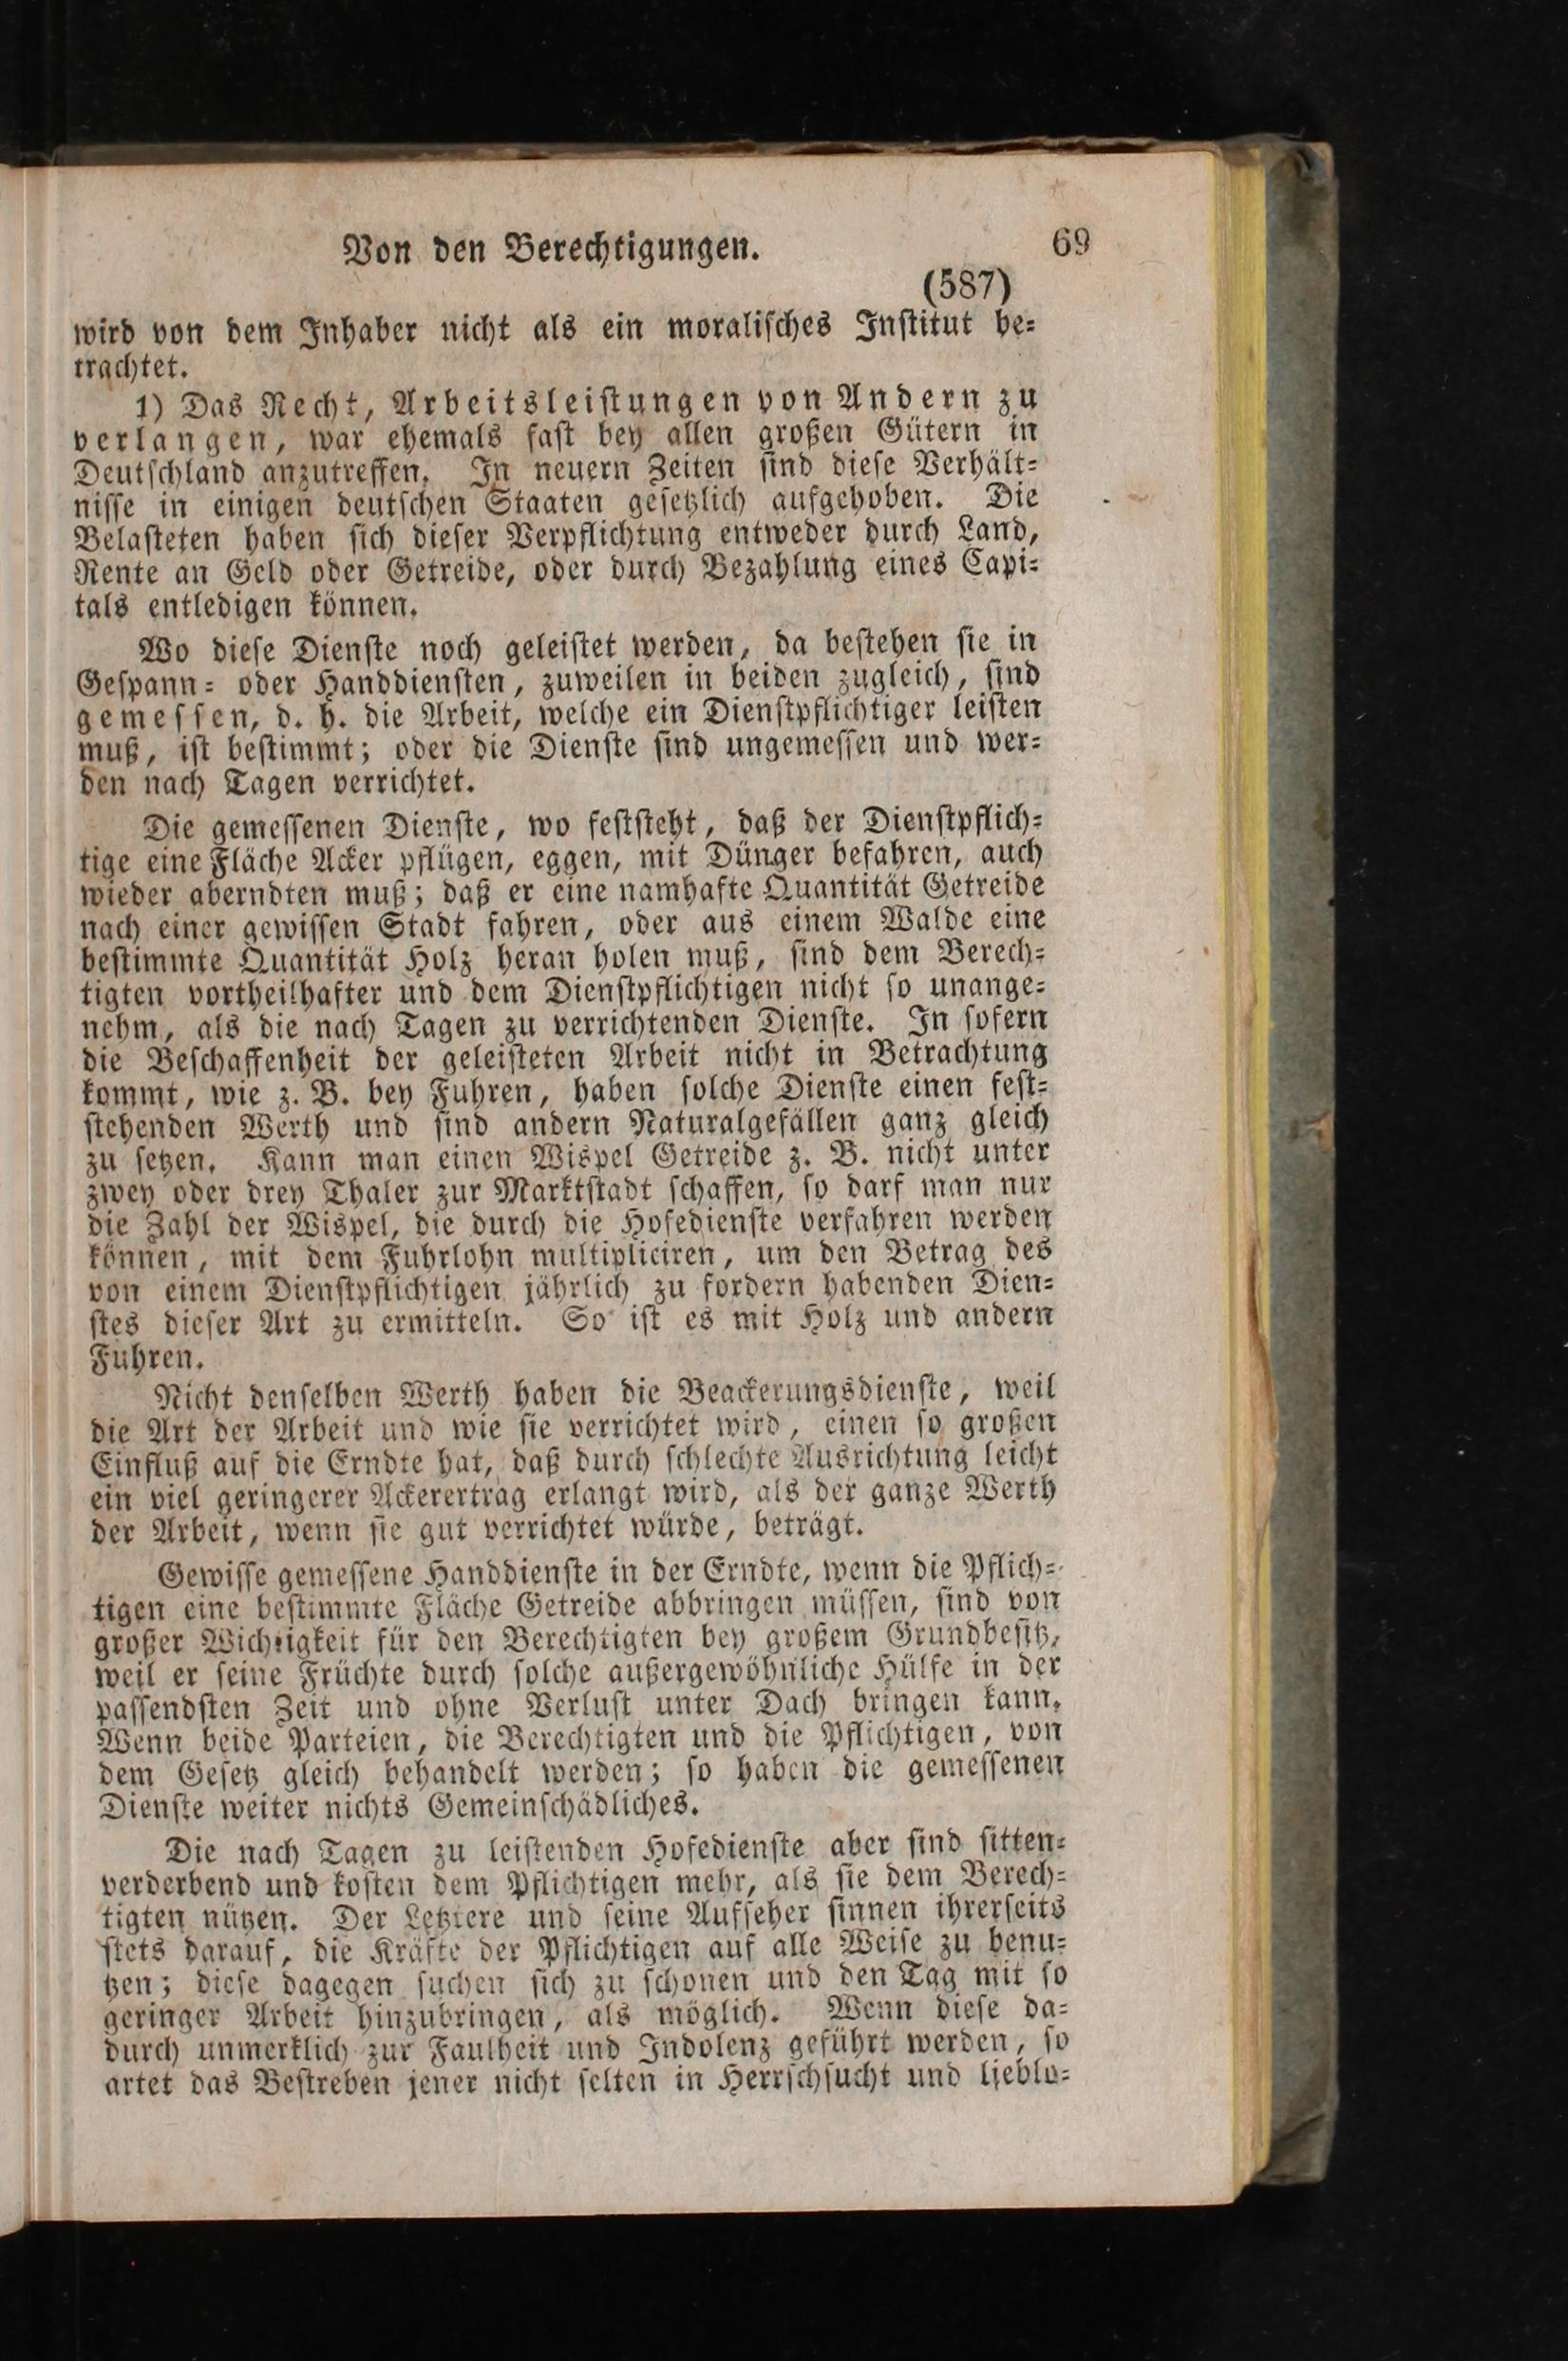 Von den Berechtigungen. 69
(587)
wird von dem Inhaber nicht als ein moraliſches Inſtitut be⸗
trachtet.
1) Das Recht, Arbeitsleiſtungen von Andern zu
verlangen, war ehemals faſt bey allen großen Gütern in
Deutſchland anzutreffen. In neuern Zeiten ſind dieſe Verhält⸗
niſſe in einigen deutſchen Staaten geſetzlich aufgehoben. Die
Belaſteten haben ſich dieſer Verpflichtung entweder durch Land,
Rente an Geld oder Getreide, oder durch Bezahlung eines Capi⸗
tals entledigen können.
Wo dieſe Dienſte noch geleiſtet werden, da beſtehen ſie in
Geſpann⸗ oder Handdienſten, zuweilen in beiden zugleich, ſind
gemeſſen, d. h. die Arbeit, welche ein Dienſtpflichtiger leiſten
muß, iſt beſtimmt; oder die Dienſte ſind ungemeſſen und wer⸗
den nach Tagen verrichtet.
Die gemeſſenen Dienſte, wo feſtſteht, daß der Dienſtpflich⸗
tige eine Fläche Acker pflügen, eggen, mit Dünger befahren, auch
wieder aberndten muß; daß er eine namhafte Quantität Getreide
nach einer gewiſſen Stadt fahren, oder aus einem Walde eine
beſtimmte Quantität Holz heran holen muß, ſind dem Berech⸗
tigten vortheilhafter und dem Dienſtpflichtigen nicht ſo unange⸗
nehm, als die nach Tagen zu verrichtenden Dienſte. In ſofern
die Beſchaffenheit der geleiſteten Arbeit nicht in Betrachtung
kommt, wie z. B. bey Fuhren, haben ſolche Dienſte einen feſt⸗
ſtehenden Werth und ſind andern Naturalgefällen ganz gleich
zu ſetzen. Kann man einen Wispel Getreide z. B. nicht unter
zwey oder drey Thaler zur Marktſtadt ſchaffen, ſo darf man nur
die Zahl der Wispel, die durch die Hofedienſte verfahren werden
können, mit dem Fuhrlohn multipliciren, um den Betrag des
von einem Dienſtpflichtigen jährlich zu fordern habenden Dien⸗
ſtes dieſer Art zu ermitteln. So iſt es mit Holz und andern
Fuhren.
Nicht denſelben Werth haben die Beackerungsdienſte, weil
die Art der Arbeit und wie ſie verrichtet wird, einen ſo großen
Einfluß auf die Erndte hat, daß durch ſchlechte Ausrichtung leicht
ein viel geringerer Ackerertrag erlangt wird, als der ganze Werth
der Arbeit, wenn ſie gut verrichtet würde, beträgt.
Gewiſſe gemeſſene Handdienſte in der Erndte, wenn die Pflich⸗
tigen eine beſtimmte Fläche Getreide abbringen müſſen, ſind von
großer Wichtigkeit für den Berechtigten bey großem Grundbeſitz,
weil er ſeine Früchte durch ſolche außergewöhnliche Hülfe in der
paſſendſten Zeit und ohne Verluſt unter Dach bringen kann.
Wenn beide Parteien, die Berechtigten und die Pflichtigen, von
dem Geſetz gleich behandelt werden; ſo haben die gemeſſenen
Dienſte weiter nichts Gemeinſchädliches.
Die nach Tagen zu leiſtenden Hofedienſte aber ſind ſitten⸗
verderbend und koſten dem Pflichtigen mehr, als ſie dem Berech⸗
tigten nützen. Der Letztere und ſeine Aufſeher ſinnen ihrerſeits
ſtets darauf, die Kräfte der Pflichtigen auf alle Weiſe zu benu⸗
tzen; dieſe dagegen ſuchen ſich zu ſchonen und den Tag mit ſo
geringer Arbeit hinzubringen, als möglich. Wenn dieſe da⸗
durch unmerklich zur Faulheit und Indolenz geführt werden, ſo
artet das Beſtreben jener nicht ſelten in Herrſchſucht und lieblo⸗